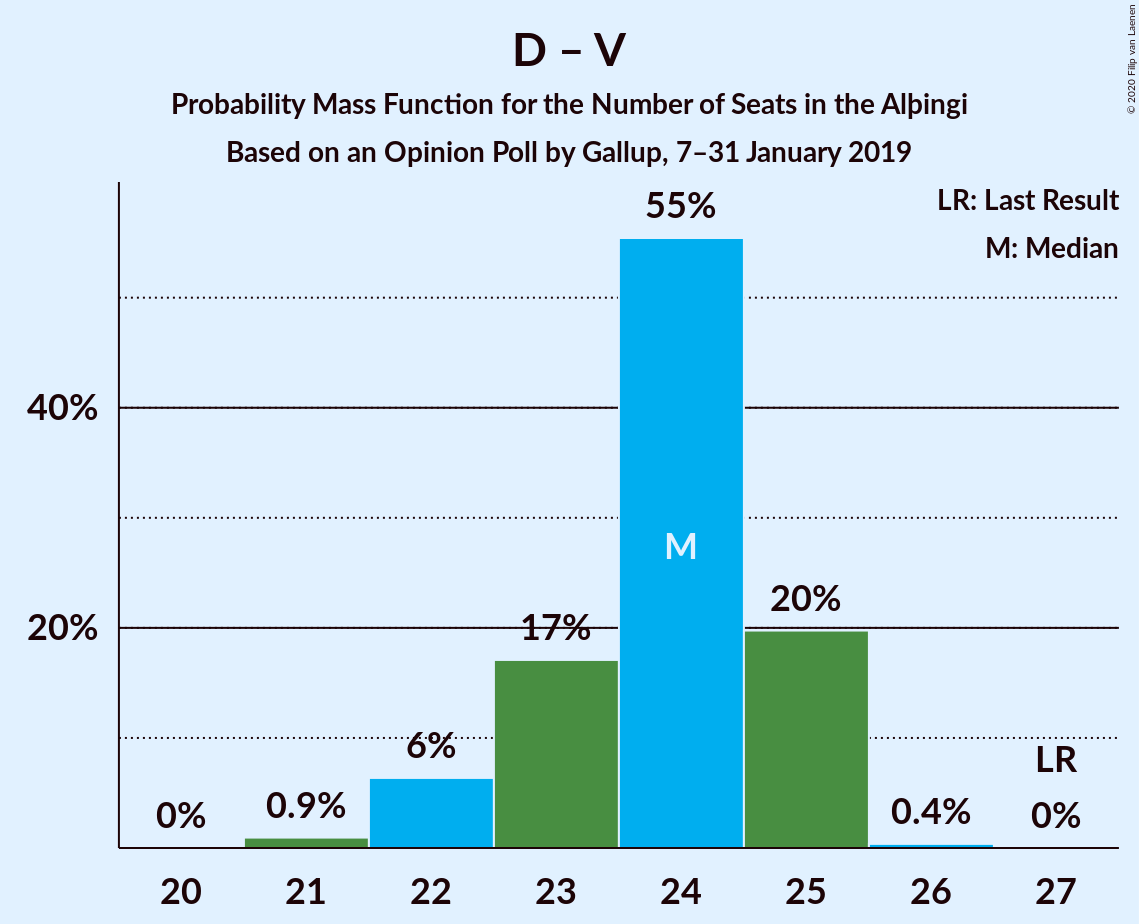 D – V
Probability Mass Function for the Number of Seats in the Alþingi
Based on an Opinion Poll by Gallup, 7–31 January 2019
© 2020 Filip van Laenen
LR: Last Result
M: Median
55%
40%
M
20%
20%
17%
6%
LR
0%
0.9%
0.4%
0%
20 21 22 23 24 25 26 27